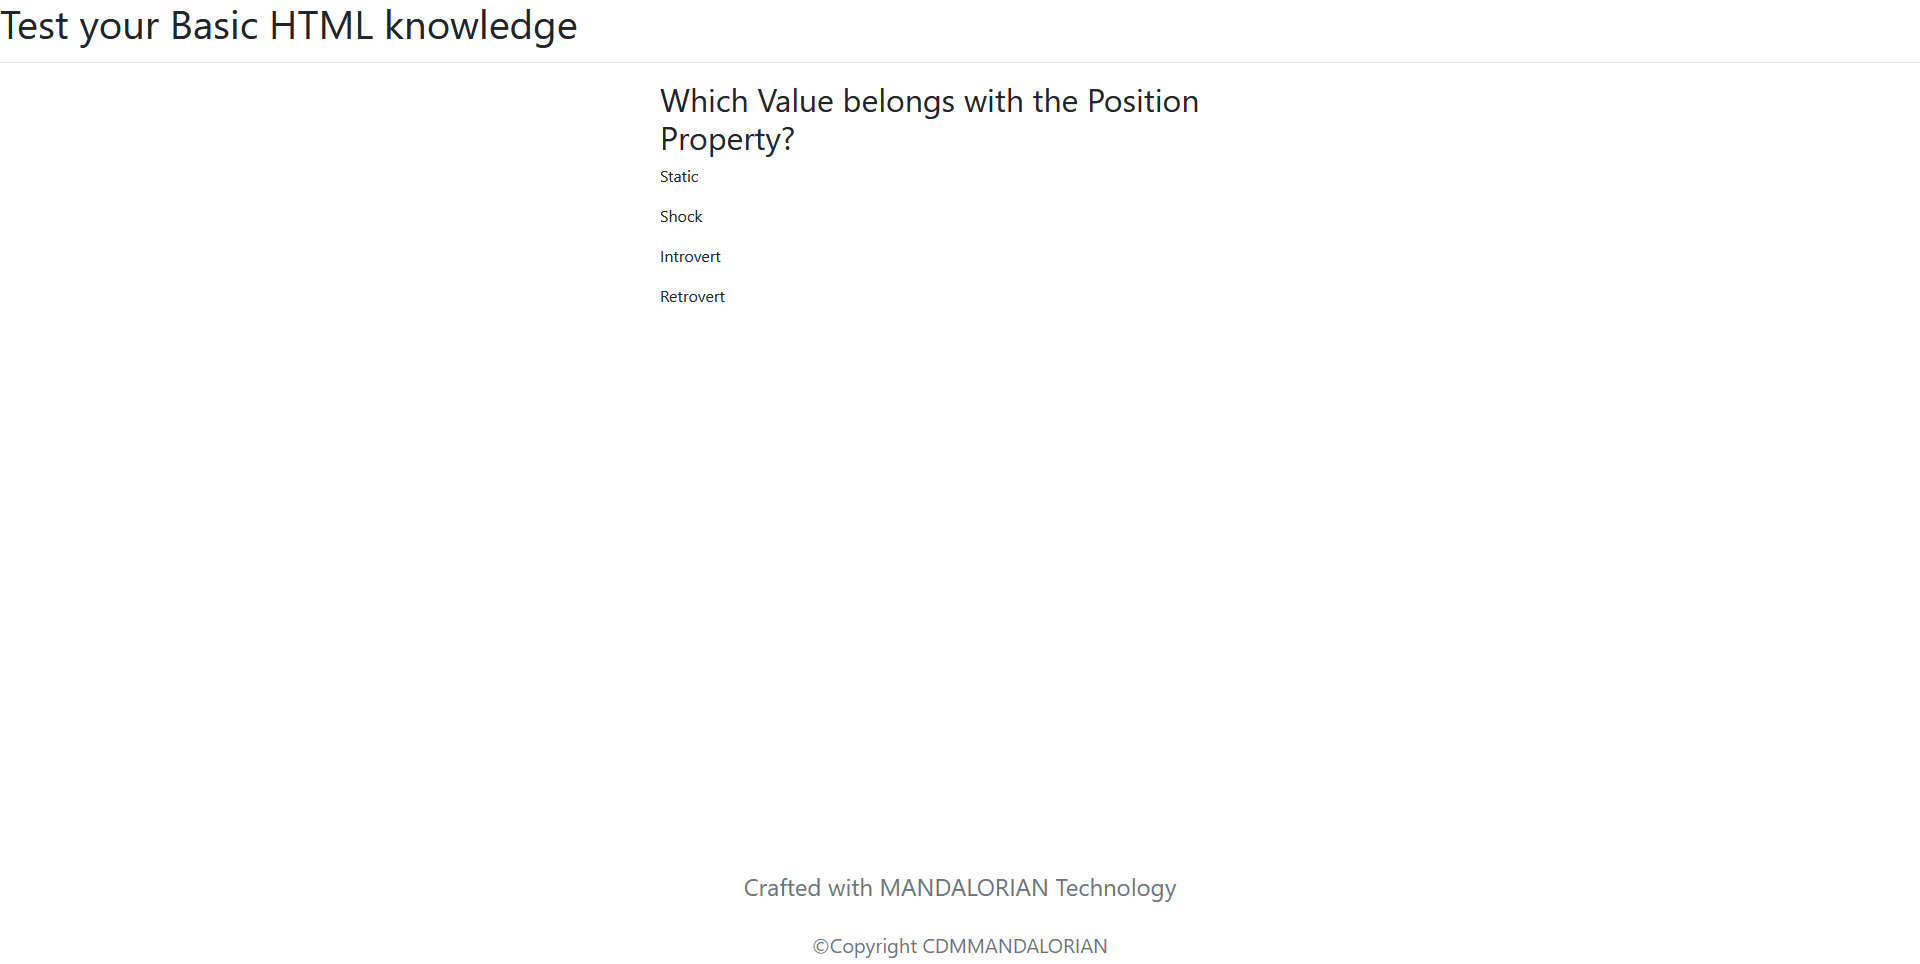 Test your Basic HTML knowledge
Which Value belongs with the Position
Property?
Static
Shock
Introvert
Retrovert
Crafted with MANDALORIAN Technology
©Copyright CDMMANDALORIAN